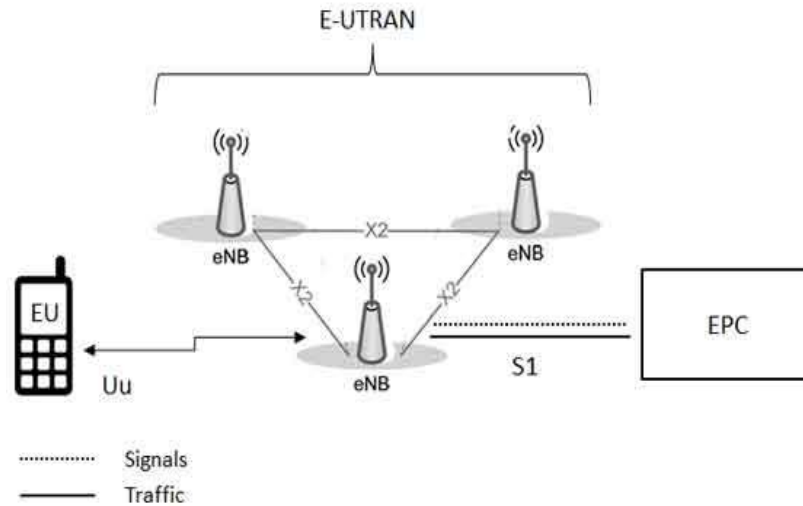 E-UTRAN
X2
eNB
eNB
X2
X2
EU
Uu
eNB
S1
EPC
Signals
Traffic